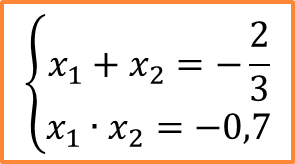 x₁ + x₂ = −2/3
x₁ · x₂ = −0,7